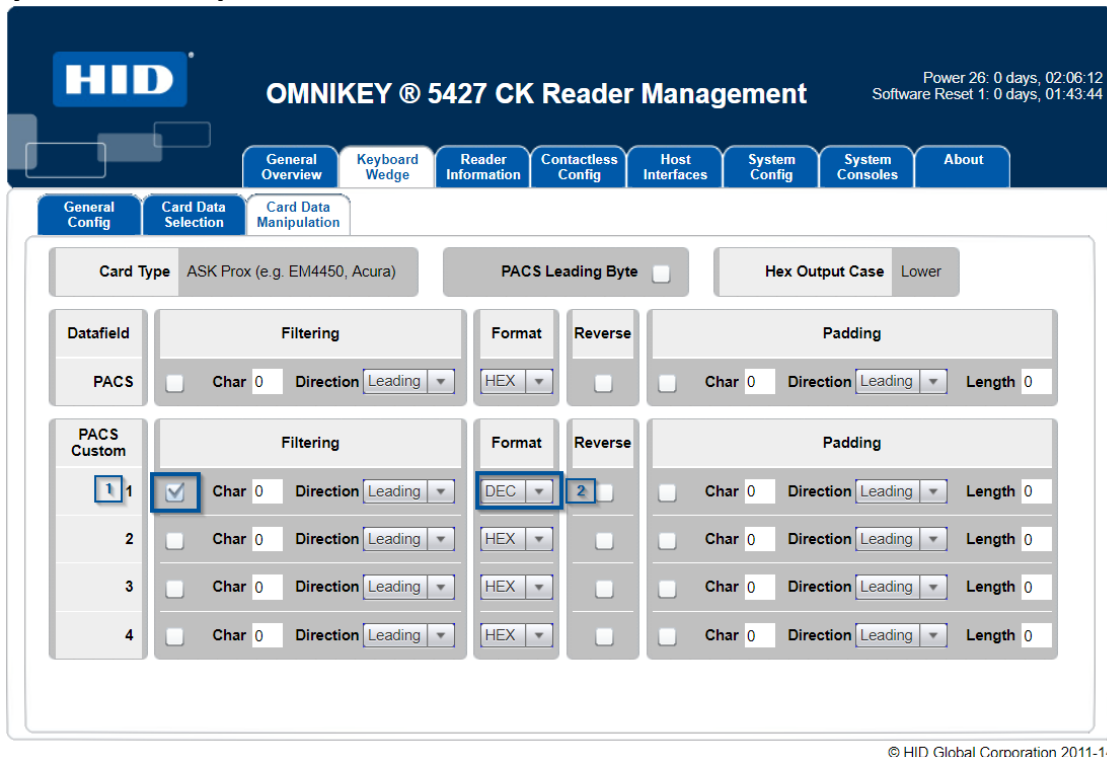 HID
OMNIKEY ® 5427 CK Reader Management
Power 26: 0 days, 02:06:12
Software Reset 1: 0 days, 01:43:44
General Overview
Keyboard Wedge
Reader Information
Contactless Config
Host Interfaces
System Config
System Consoles
About
General Config
Card Data Selection
Card Data Manipulation
Card Type ASK Prox (e.g. EM4450, Acura) PACS Leading Byte Hex Output Case Lower
Datafield Filtering Format Reverse Padding
PACS Char 0 Direction Leading HEX Char 0 Direction Leading Length 0
PACS Custom Filtering Format Reverse Padding
1 1 Char 0 Direction Leading DEC 2 Char 0 Direction Leading Length 0
2 Char 0 Direction Leading HEX Char 0 Direction Leading Length 0
3 Char 0 Direction Leading HEX Char 0 Direction Leading Length 0
4 Char 0 Direction Leading HEX Char 0 Direction Leading Length 0
© HID Global Corporation